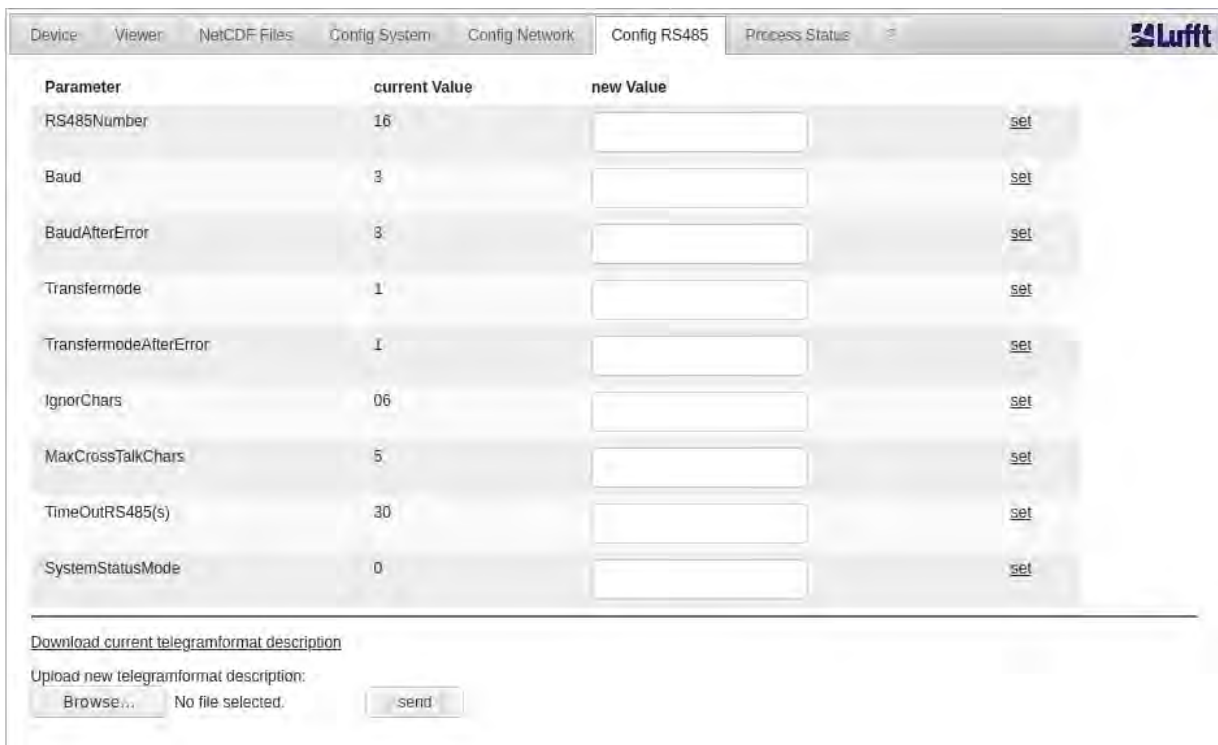 Device Viewer NetCDF Files Config System Config Network Config RS485 Process Status Lufft
Parameter current Value new Value
RS485Number 16 set
Baud 3 set
BaudAfterError 3 set
Transfermode 1 set
TransfermodeAfterError 1 set
IgnorChars 06 set
MaxCrossTalkChars 5 set
TimeOutRS485(s) 30 set
SystemStatusMode 0 set
Download current telegramformat description
Upload new telegramformat description:
Browse... No file selected. send